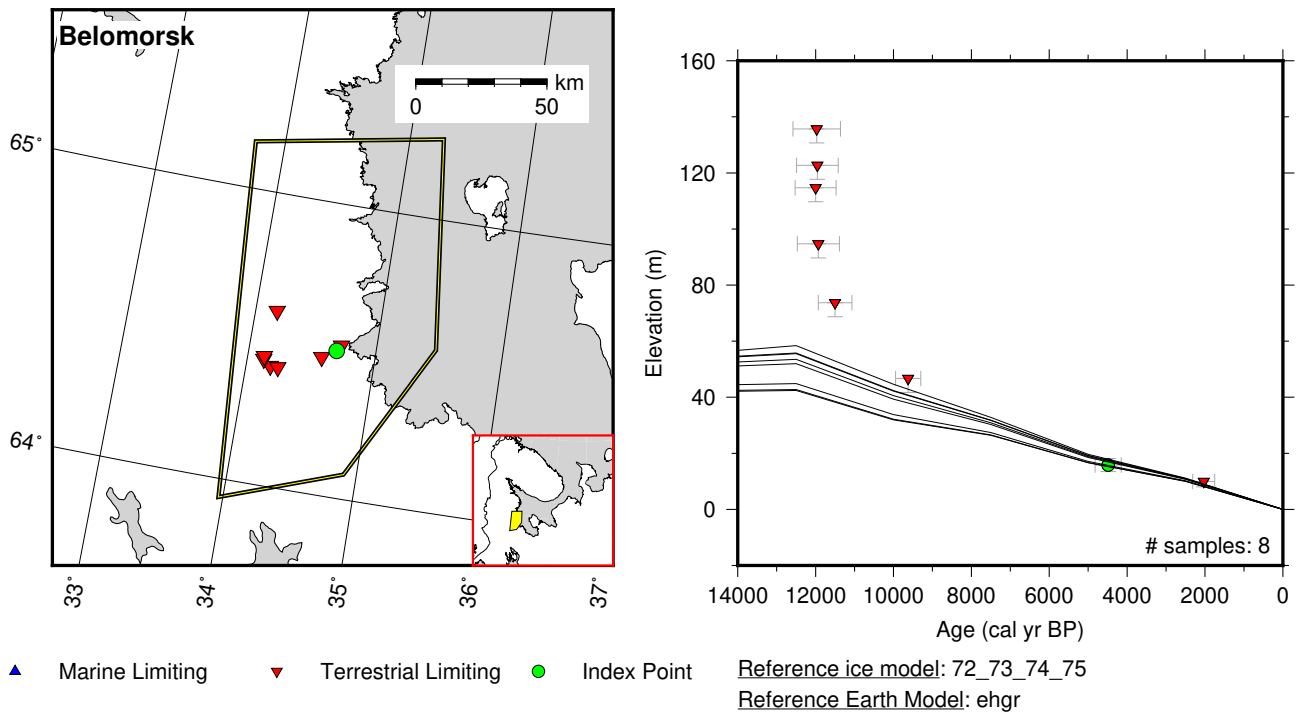 Belomorsk
km
0 50
65°
64°
33°
34°
35°
36°
37°
160
120
80
40
0
Elevation (m)
# samples: 8
14000 12000 10000 8000 6000 4000 2000 0
Age (cal yr BP)
Marine Limiting
Terrestrial Limiting
Index Point
Reference ice model: 72_73_74_75
Reference Earth Model: ehgr